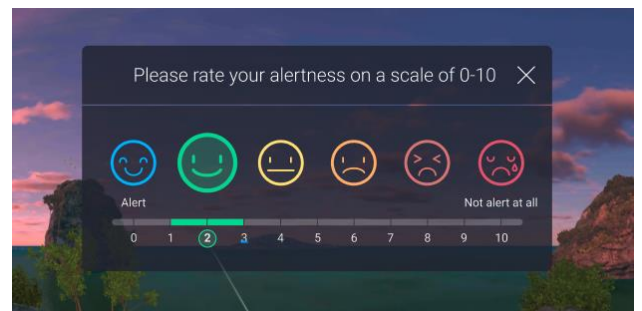 Please rate your alertness on a scale of 0-10
Alert
Not alert at all
0 1 2 3 4 5 6 7 8 9 10